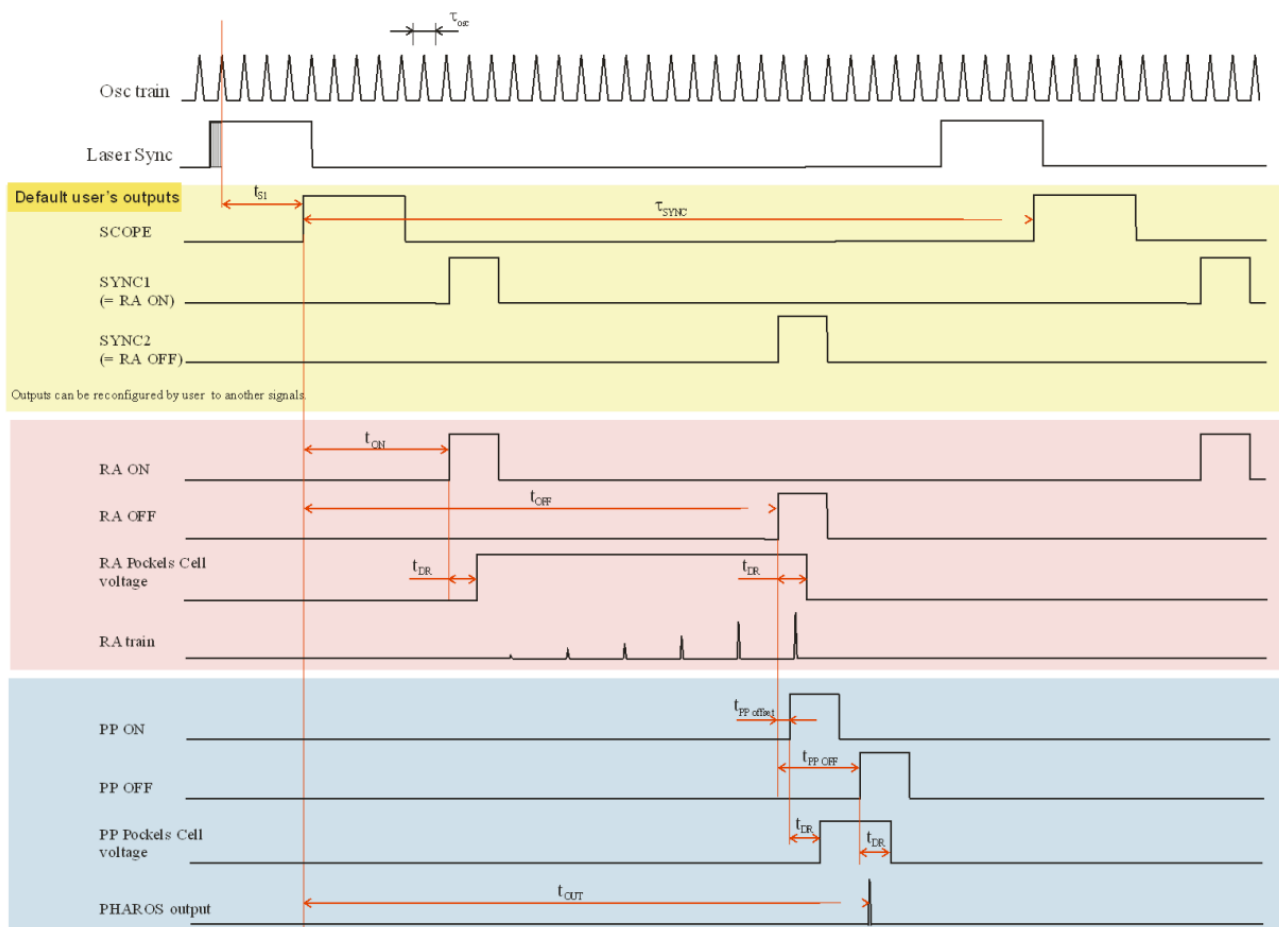 τosc
Osc train
Laser Sync
Default user's outputs
tS1
τSYNC
SCOPE
SYNC1
(= RA ON)
SYNC2
(= RA OFF)
Outputs can be reconfigured by user to another signals.
tON
RA ON
tOFF
RA OFF
RA Pockels Cell
voltage
tDR
tDR
RA train
tPP offset
PP ON
tPP OFF
PP OFF
PP Pockels Cell
voltage
tDR
tDR
tOUT
PHAROS output